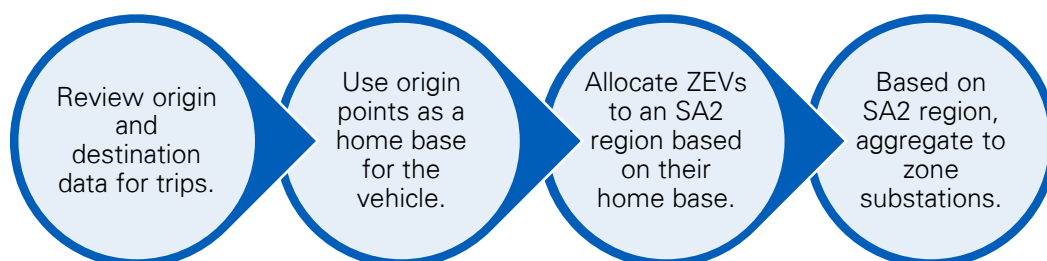 Review origin
and
destination
data for trips.
Use origin
points as a
home base
for the
vehicle.
Allocate ZEVs
to an SA2
region based
on their
home base.
Based on
SA2 region,
aggregate to
zone
substations.